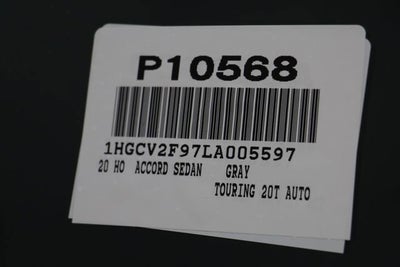 P10568
1HGCV2F97LA005597
20 HO ACCORD SEDAN GRAY
TOURING 20T AUTO